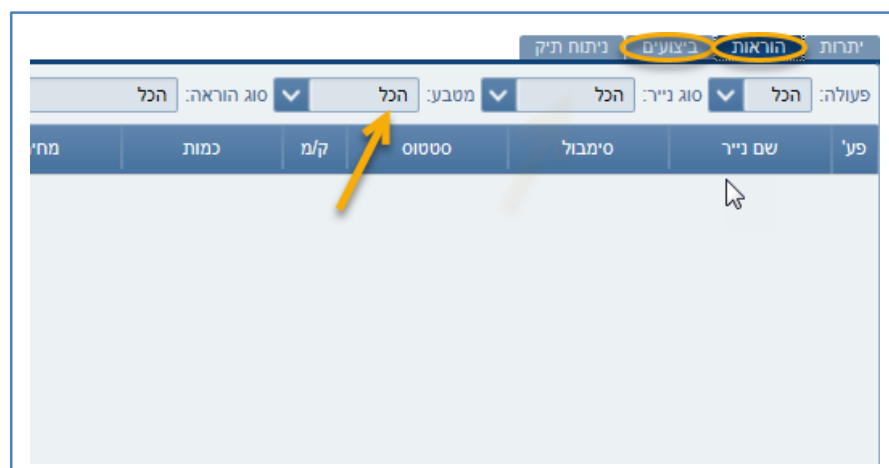 יתרות הוראות ביצועים ניתוח תיק
פעולה: הכל סוג נייר: הכל מטבע: הכל סוג הוראה: הכל
פע' שם נייר סימבול סטטוס ק/מ כמות